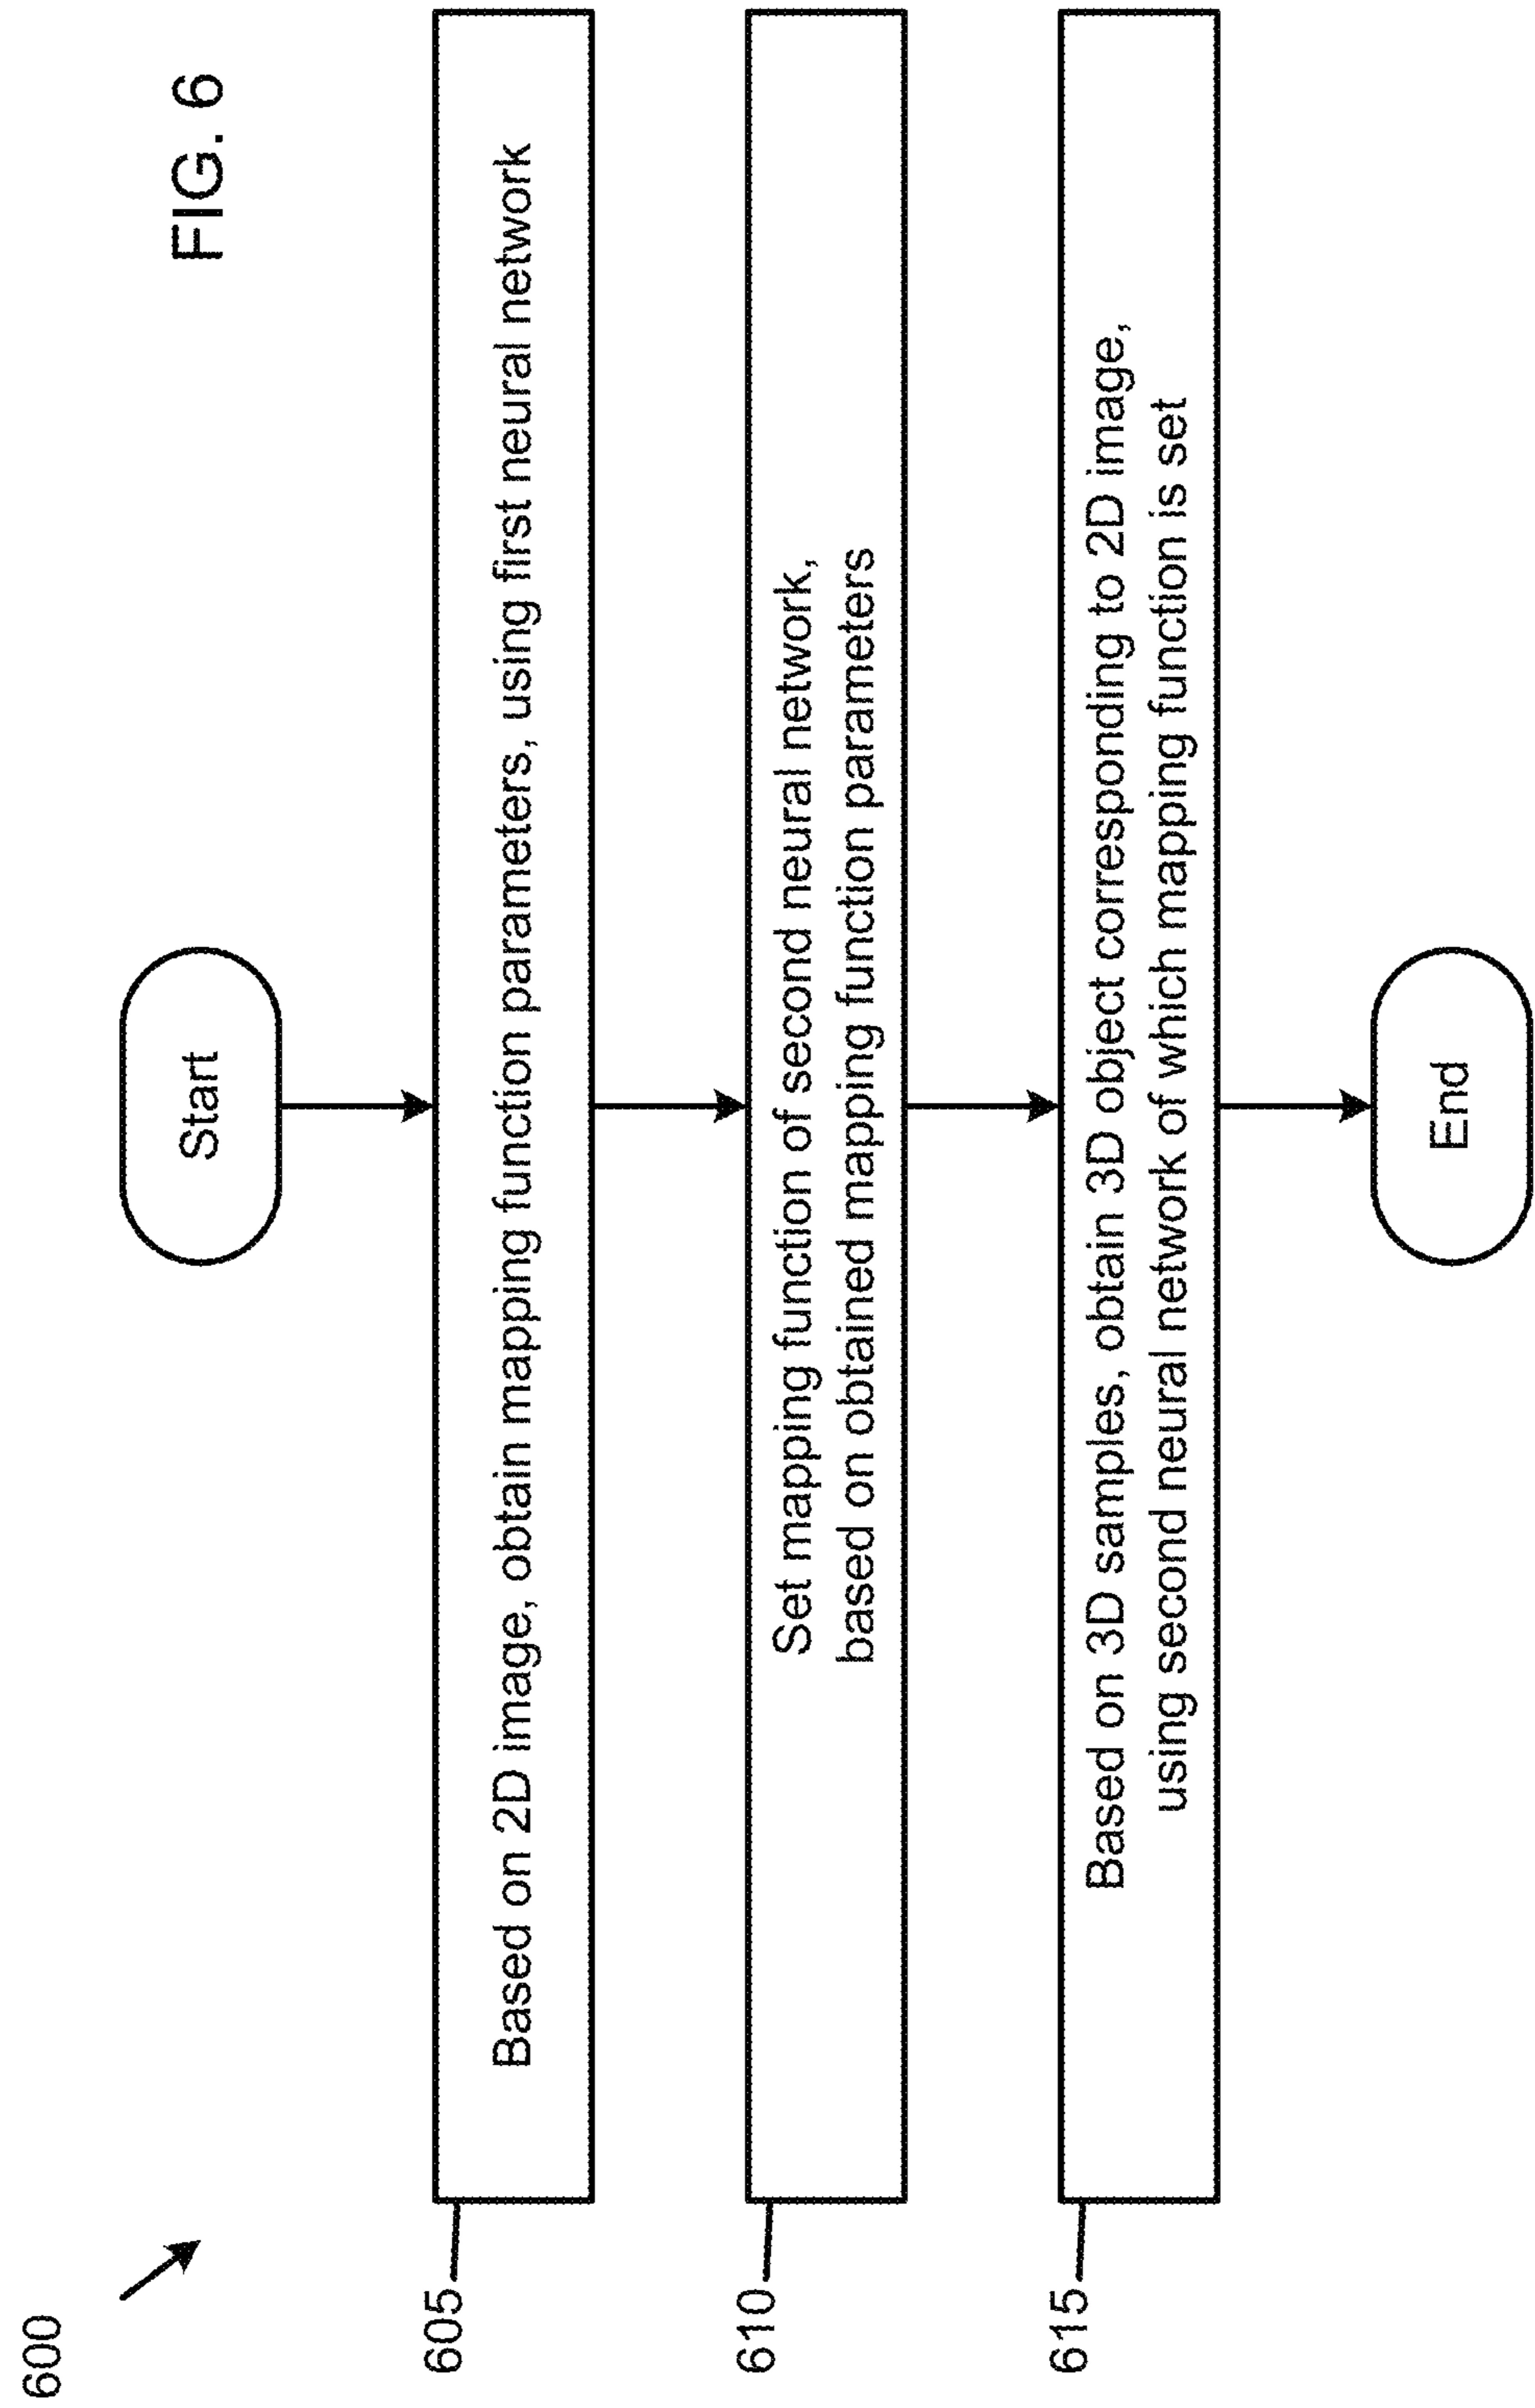 FIG. 6
600
Start
605
Based on 2D image, obtain mapping function parameters, using first neural network
610
Set mapping function of second neural network,
based on obtained mapping function parameters
615
Based on 3D samples, obtain 3D object corresponding to 2D image,
using second neural network of which mapping function is set
End